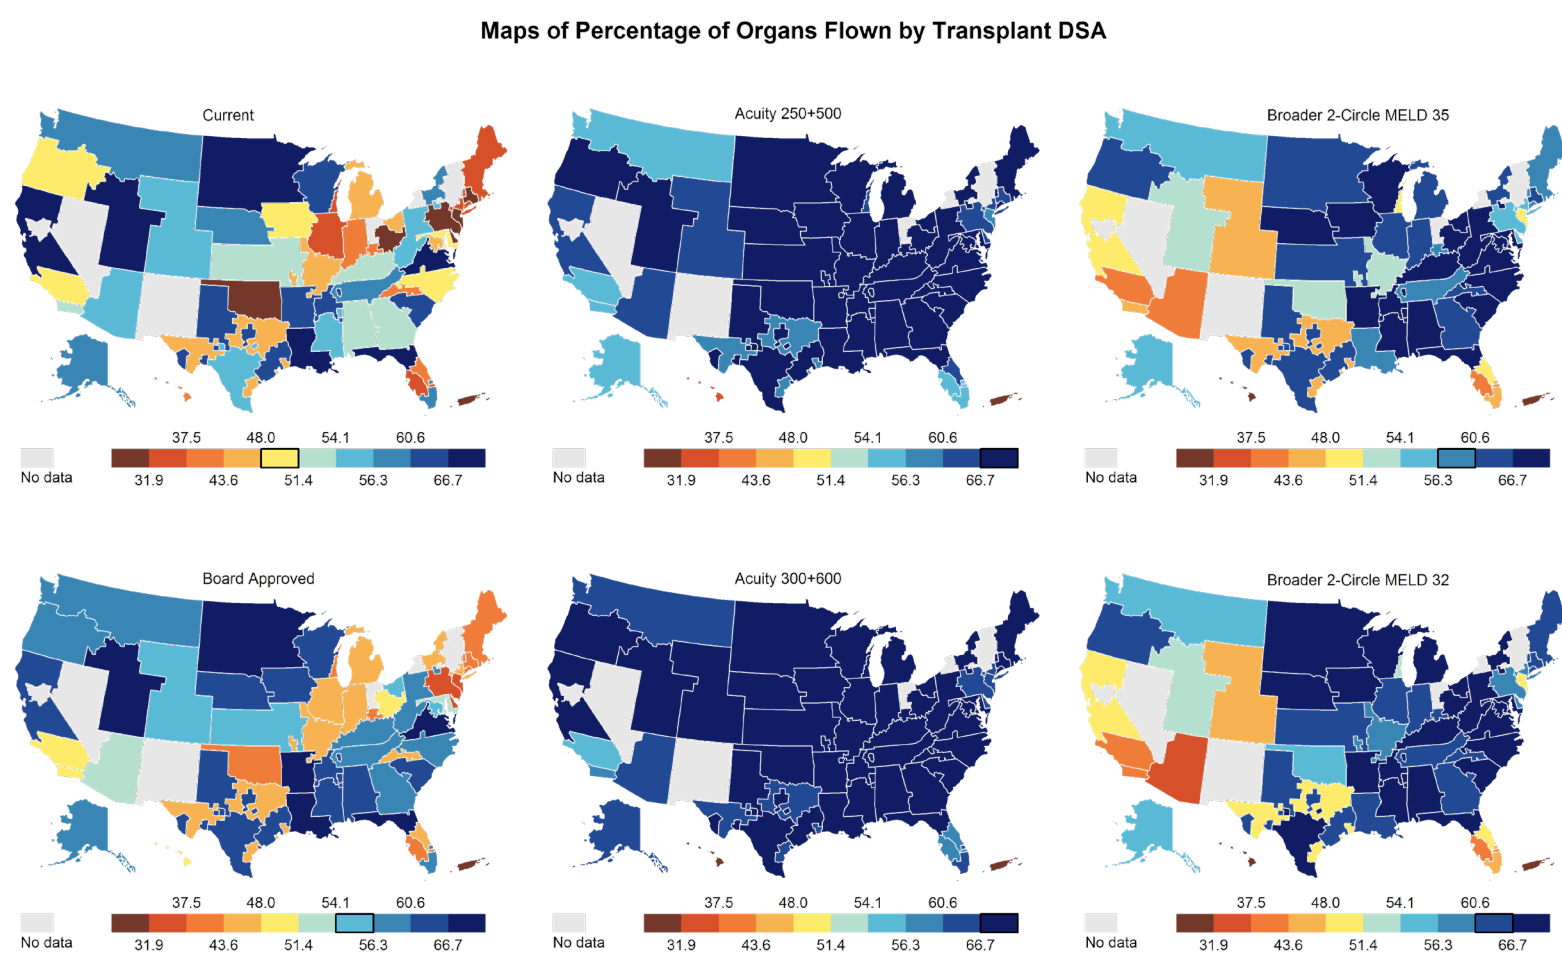 Maps of Percentage of Organs Flown by Transplant DSA
Current
37.5 48.0 54.1 60.6
No data 31.9 43.6 51.4 56.3 66.7
Acuity 250+500
37.5 48.0 54.1 60.6
No data 31.9 43.6 51.4 56.3 66.7
Broader 2-Circle MELD 35
37.5 48.0 54.1 60.6
No data 31.9 43.6 51.4 56.3 66.7
Board Approved
37.5 48.0 54.1 60.6
No data 31.9 43.6 51.4 56.3 66.7
Acuity 300+600
37.5 48.0 54.1 60.6
No data 31.9 43.6 51.4 56.3 66.7
Broader 2-Circle MELD 32
37.5 48.0 54.1 60.6
No data 31.9 43.6 51.4 56.3 66.7